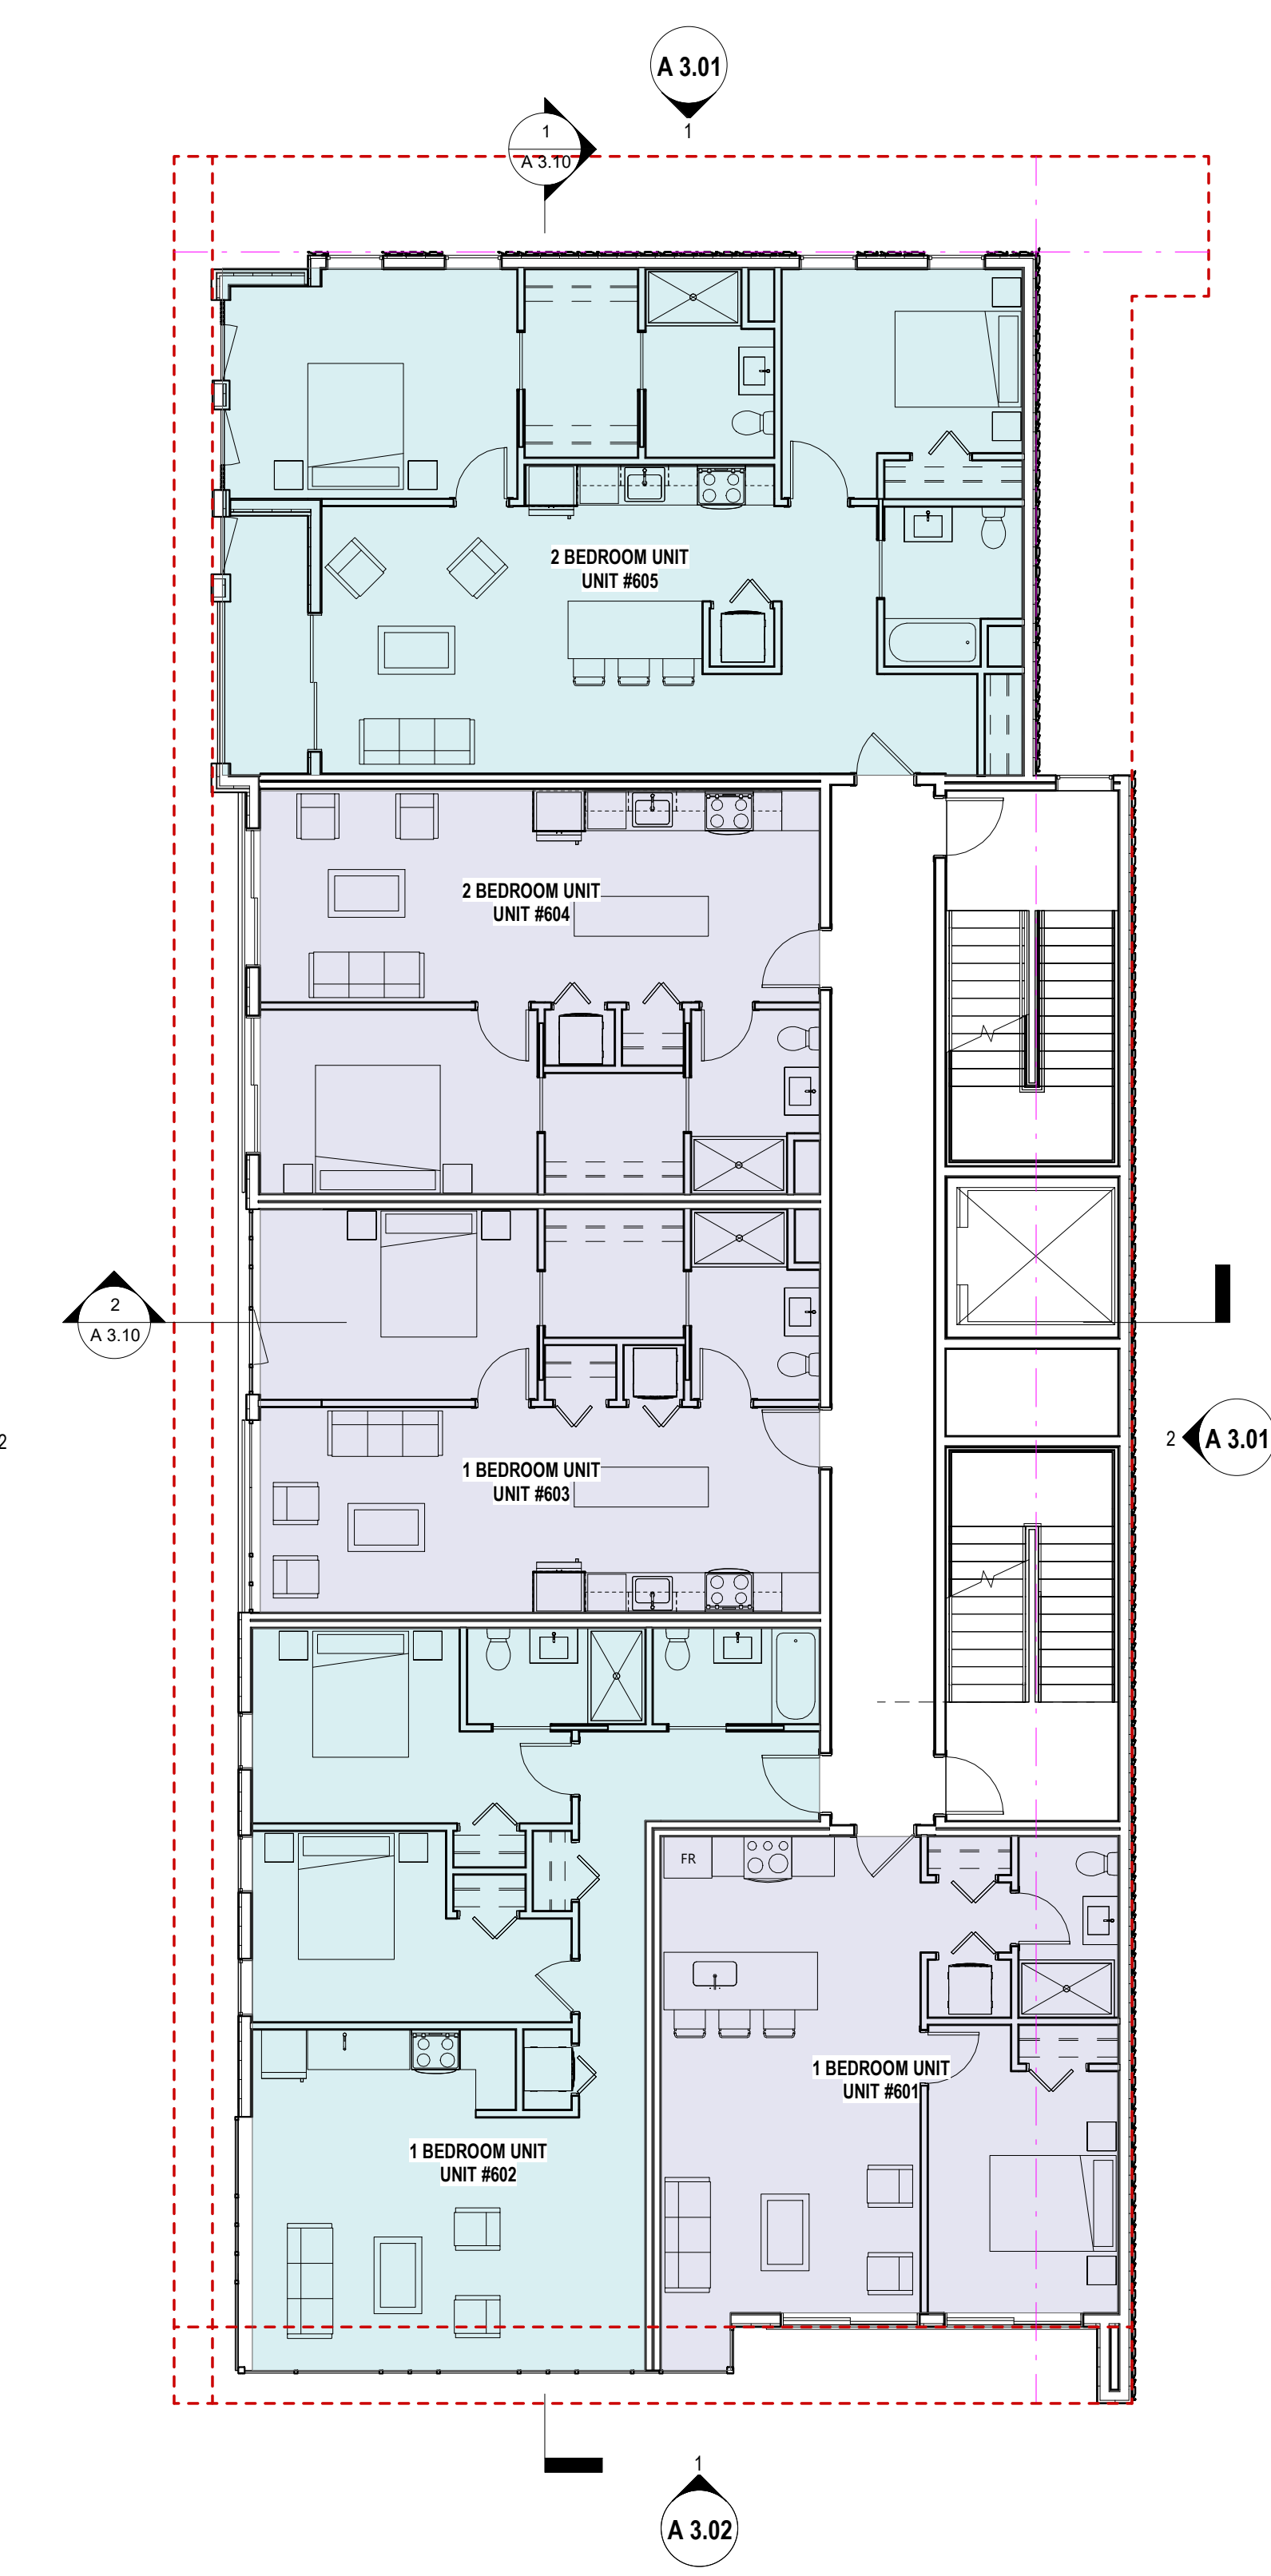 A 3.01
1
1
A 3.10
2 BEDROOM UNIT
UNIT #605
2 BEDROOM UNIT
UNIT #604
2
A 3.10
2
2
A 3.01
1 BEDROOM UNIT
UNIT #603
FR
1 BEDROOM UNIT
UNIT #601
1 BEDROOM UNIT
UNIT #602
1
A 3.02